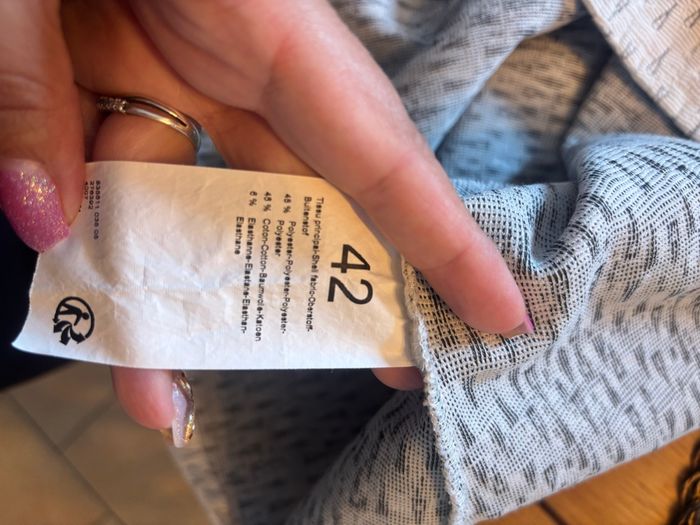 42
Tissu principal-Shell fabric-Oberstoff-
Buitenstof
48 % Polyester-Polyester-Polyester-
Polyester
46 % Coton-Cotton-Baumwolle-Katoen
6 % Elasthanne-Elastane-Elasthan-
Elasthane